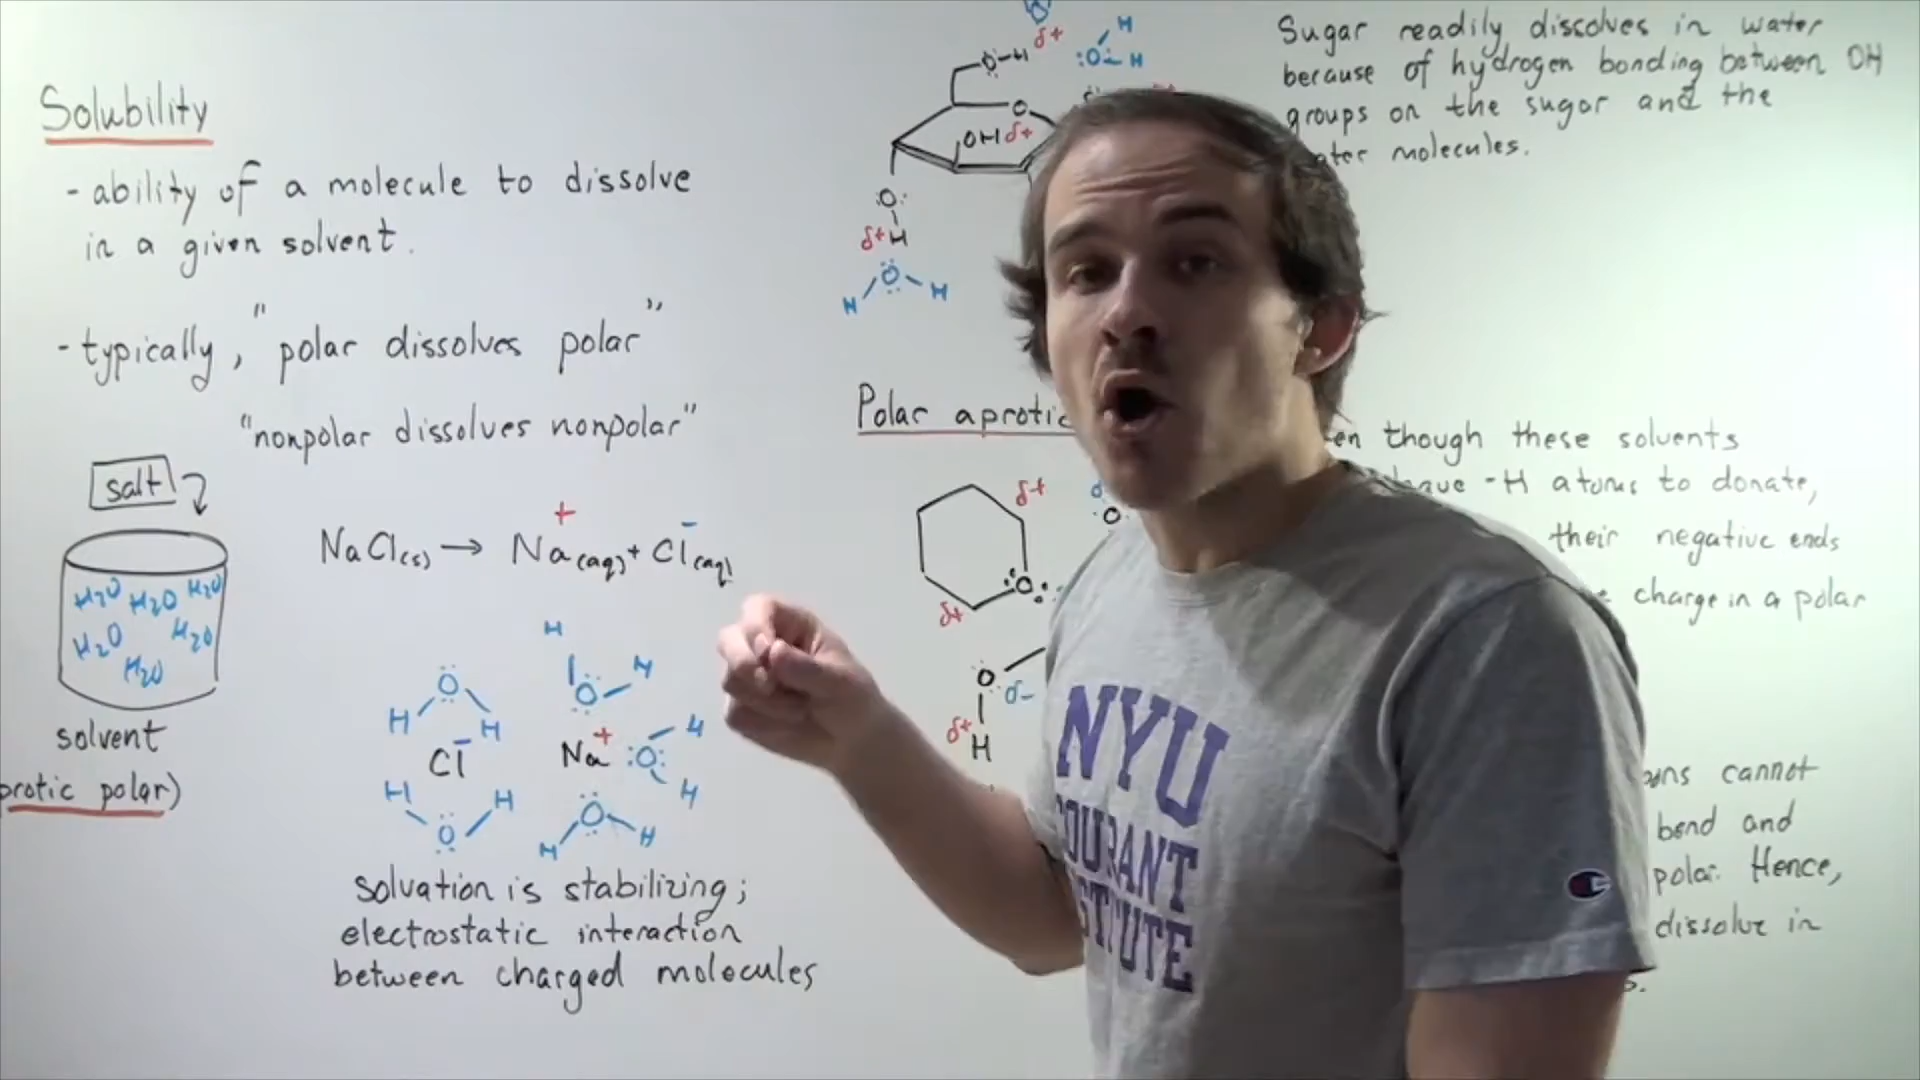 Solubility
- ability of a molecule to dissolve
in a given solvent.
- typically, "polar dissolves polar"
"nonpolar dissolves nonpolar"
salt
H2O H2O H2O
H2O H2O
H2O
solvent
protic polar)
NaCl(s) → Na+(aq) + Cl-(aq)
H
O H
H O H
Cl- Na+ O H
H
H O H
H O H
solvation is stabilizing;
electrostatic interaction
between charged molecules
O-H δ+
H
O H
O
OH δ+
O
δ+ H
H O H
Sugar readily dissolves in water
because of hydrogen bonding between OH
groups on the sugar and the
molecules.
Polar aprotic
δ+
O
O
δ+
O δ-
δ+ H
though these solvents
-H atoms to donate,
their negative ends
charge in a polar
cannot
bond and
polar. Hence,
dissolve in
NYU
COURANT